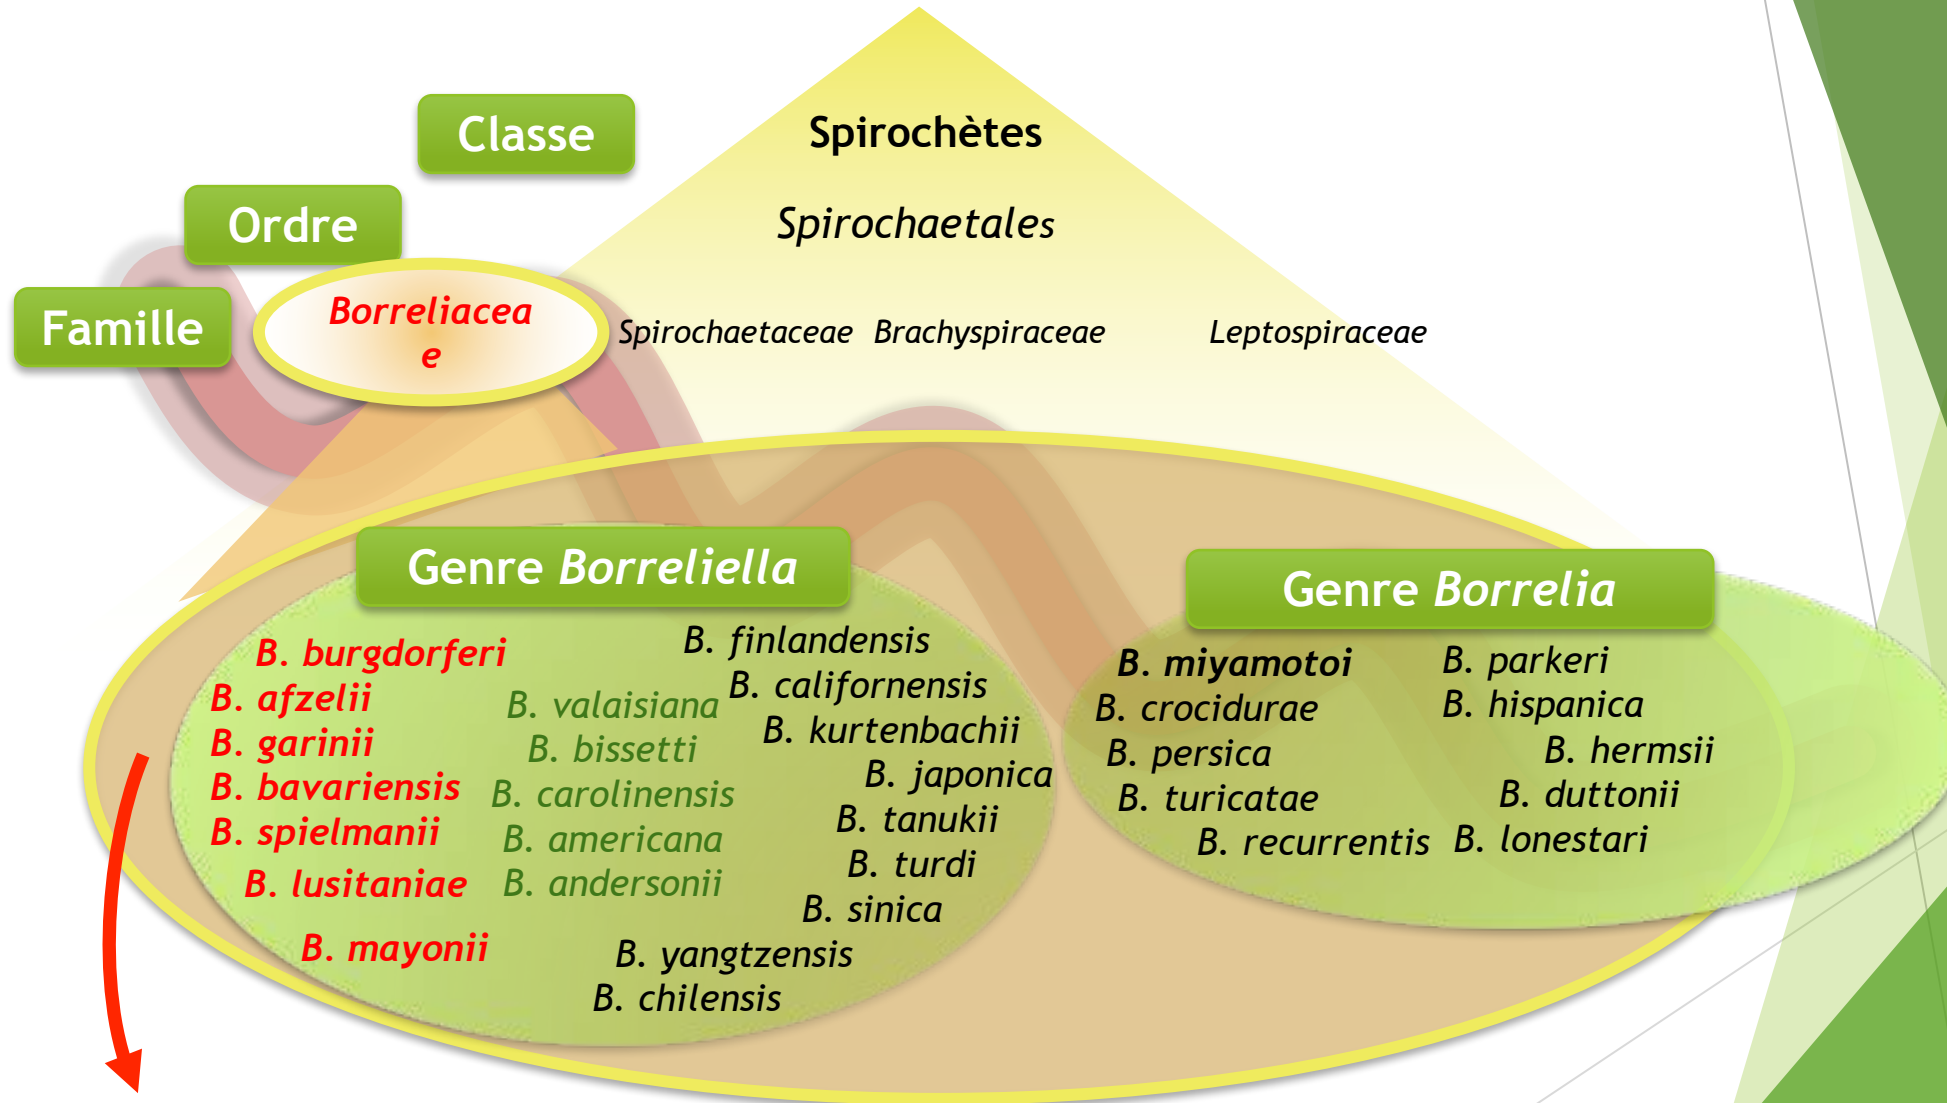 Classe
Spirochètes
Ordre
Spirochaetales
Famille
Borreliacea
e
Spirochaetaceae
Brachyspiraceae
Leptospiraceae
Genre Borreliella
B. burgdorferi
B. afzelii
B. garinii
B. bavariensis
B. spielmanii
B. lusitaniae
B. mayonii
B. valaisiana
B. bissetti
B. carolinensis
B. americana
B. andersonii
B. finlandensis
B. californensis
B. kurtenbachii
B. japonica
B. tanukii
B. turdi
B. sinica
B. yangtzensis
B. chilensis
Genre Borrelia
B. miyamotoi
B. crocidurae
B. persica
B. turicatae
B. recurrentis
B. parkeri
B. hispanica
B. hermsii
B. duttonii
B. lonestari